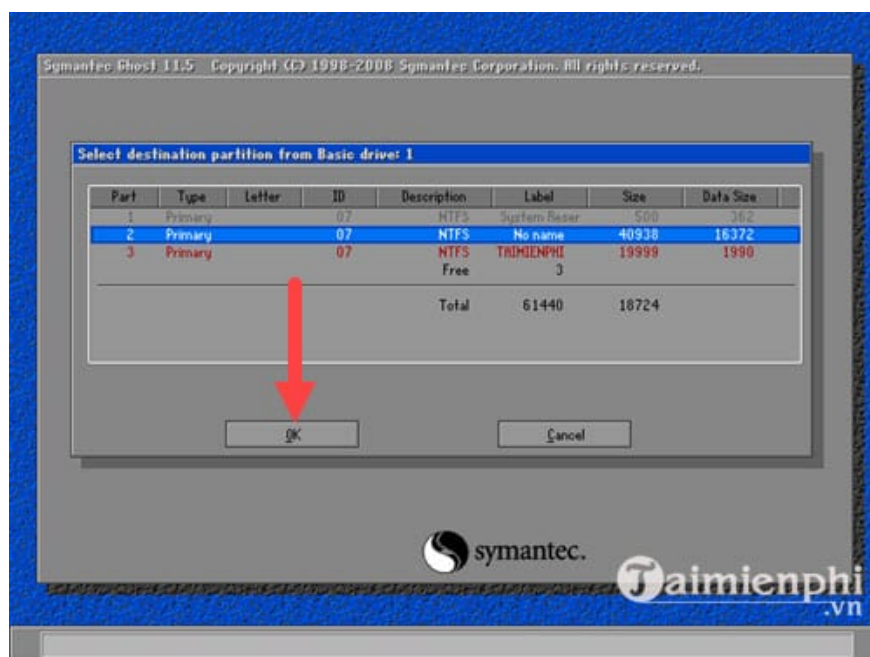 Symantec Ghost 11.5 Copyright (C) 1998-2008 Symantec Corporation. All rights reserved.
Select destination partition from Basic drive: 1
Part Type Letter ID Description Label Size Data Size
1 Primary 07 NTFS System Reser 500 362
2 Primary 07 NTFS No name 40938 16372
3 Primary 07 NTFS TAIMIENPHI 19999 1990
Free 3
Total 61440 18724
OK Cancel
symantec.
Taimienphi
.vn